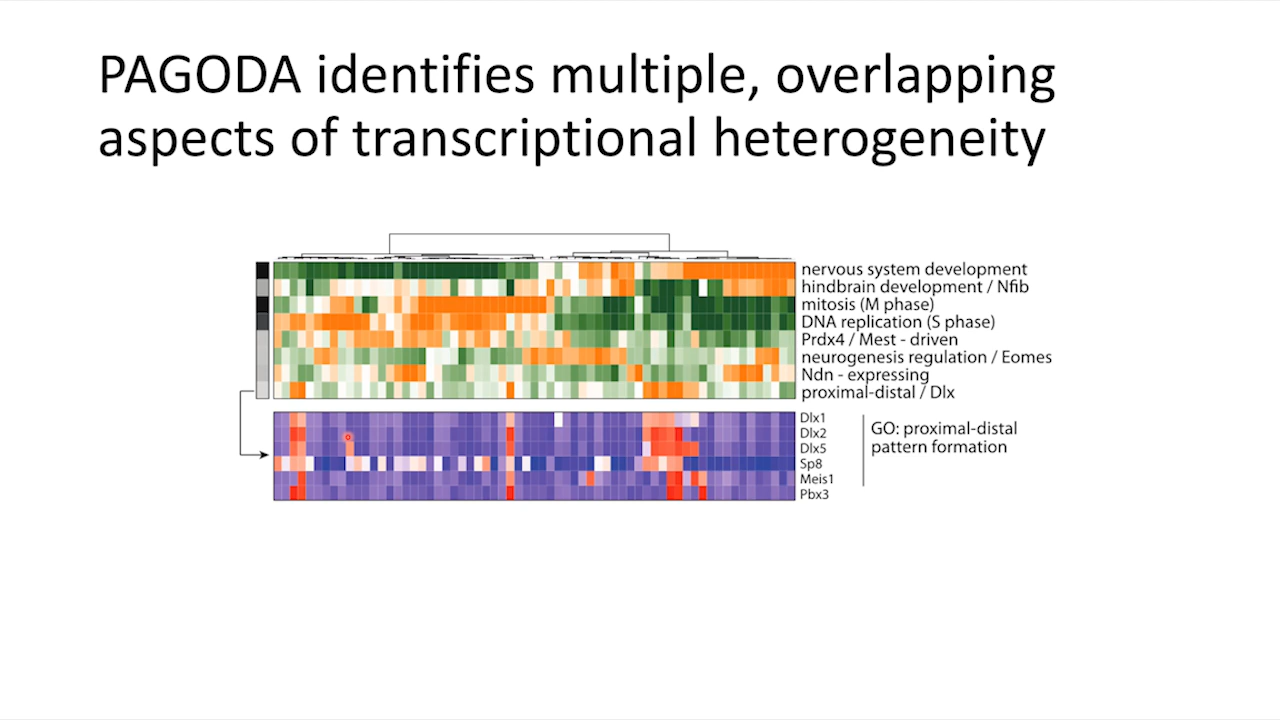 PAGODA identifies multiple, overlapping
aspects of transcriptional heterogeneity
nervous system development
hindbrain development / Nfib
mitosis (M phase)
DNA replication (S phase)
Prdx4 / Mest - driven
neurogenesis regulation / Eomes
Ndn - expressing
proximal-distal / Dlx
Dlx1
Dlx2
Dlx5
Sp8
Meis1
Pbx3
GO: proximal-distal
pattern formation